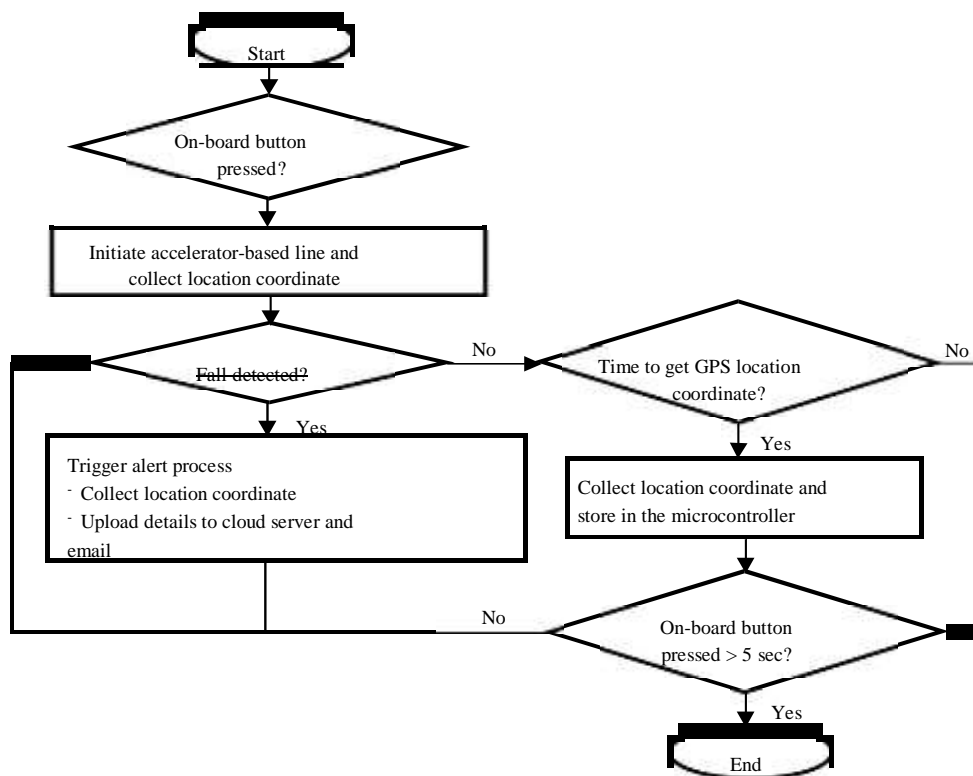 Start
On-board button
pressed?
Initiate accelerator-based line and
collect location coordinate
Fall detected?
No
Time to get GPS location
coordinate?
No
Yes
Trigger alert process
- Collect location coordinate
- Upload details to cloud server and
email
Yes
Collect location coordinate and
store in the microcontroller
No
On-board button
pressed > 5 sec?
Yes
End